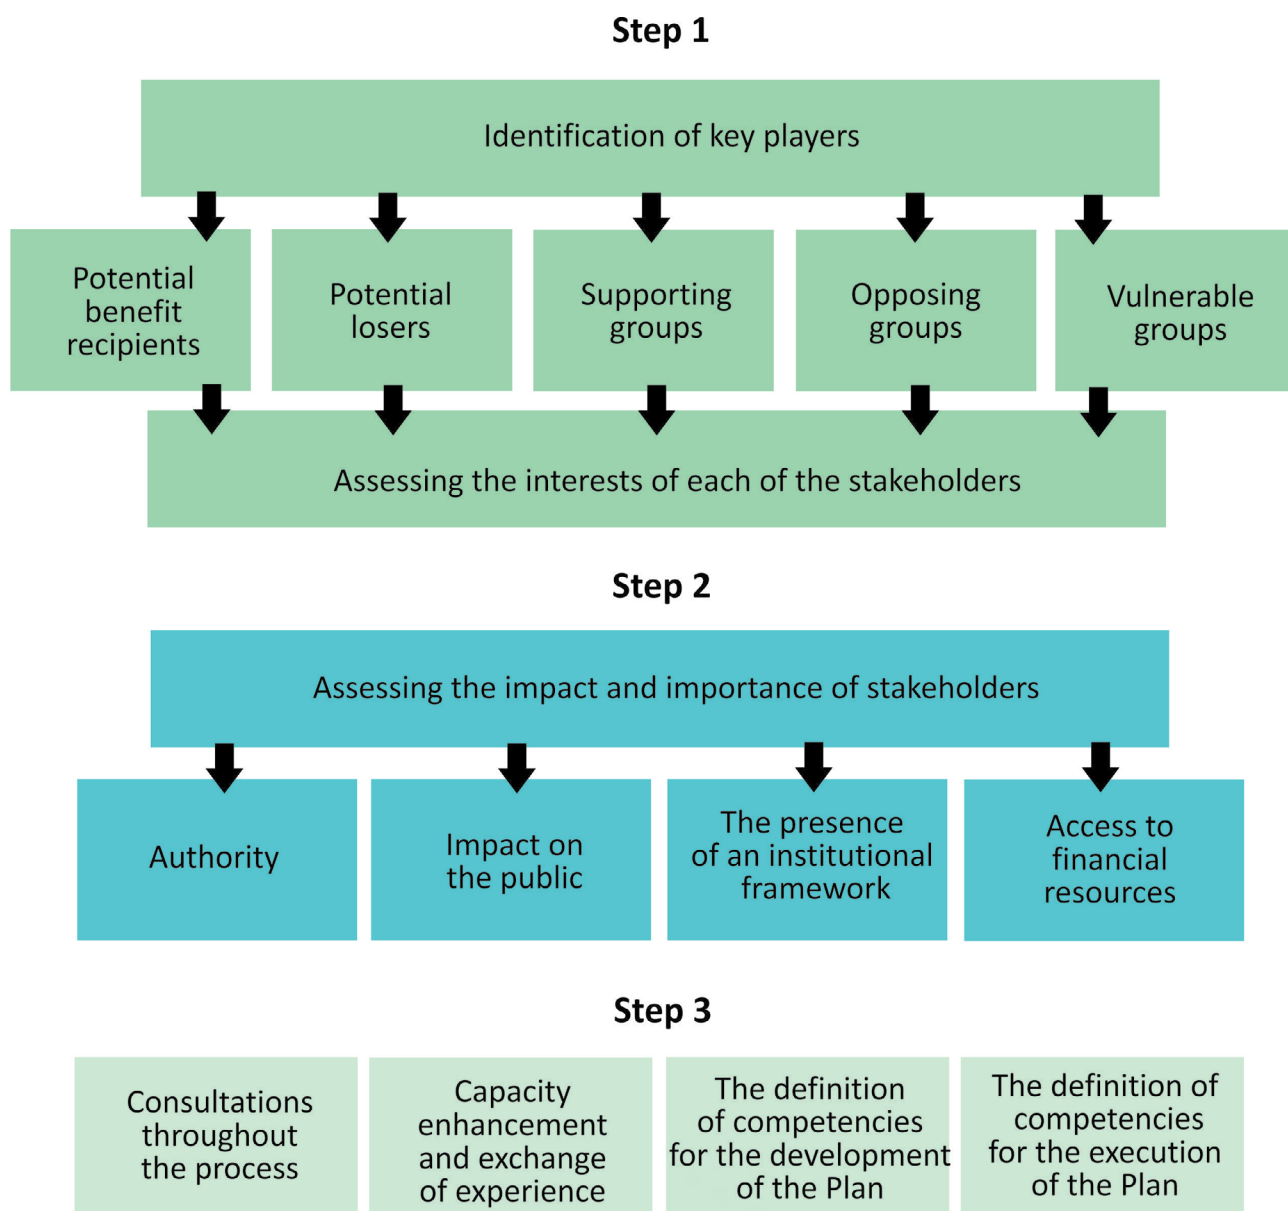 Step 1
Identification of key players
Potential
benefit
recipients
Potential
losers
Supporting
groups
Opposing
groups
Vulnerable
groups
Assessing the interests of each of the stakeholders
Step 2
Assessing the impact and importance of stakeholders
Authority
Impact on
the public
The presence
of an institutional
framework
Access to
financial
resources
Step 3
Consultations
throughout
the process
Capacity
enhancement
and exchange
of experience
The definition
of competencies
for the development
of the Plan
The definition of
competencies
for the execution
of the Plan